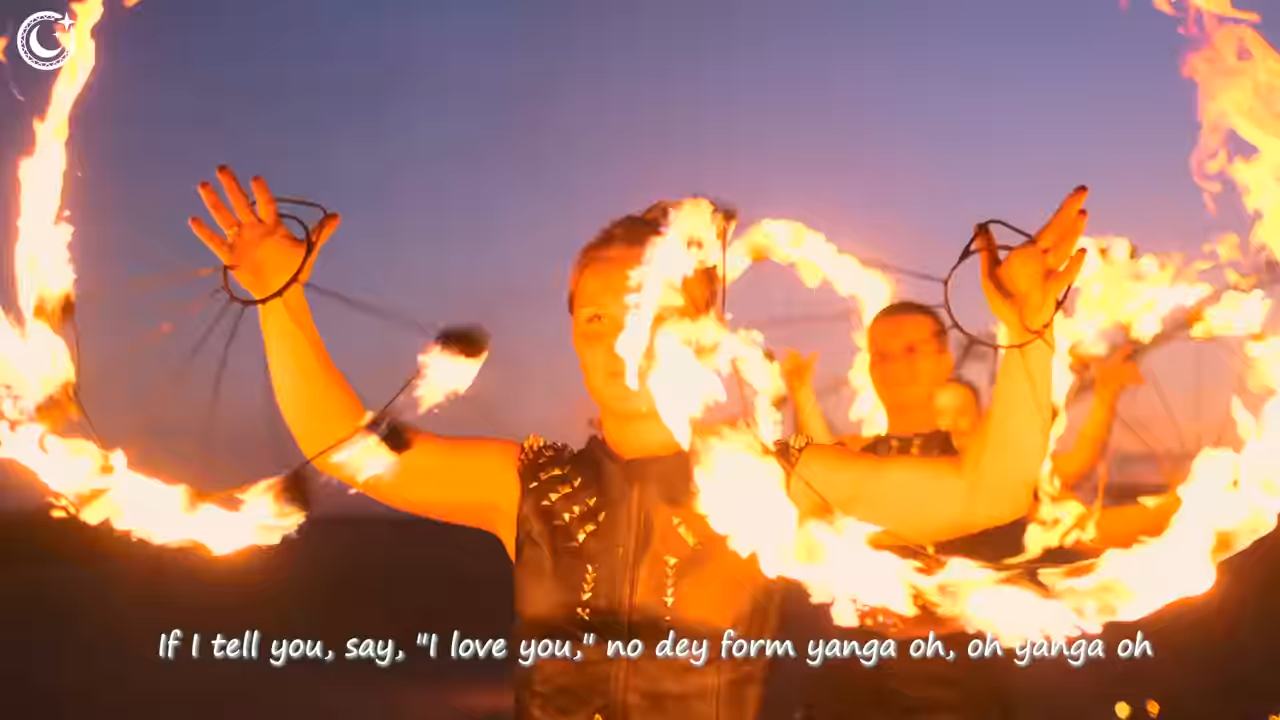 If I tell you, say, "I love you," no dey form yanga oh, oh yanga oh